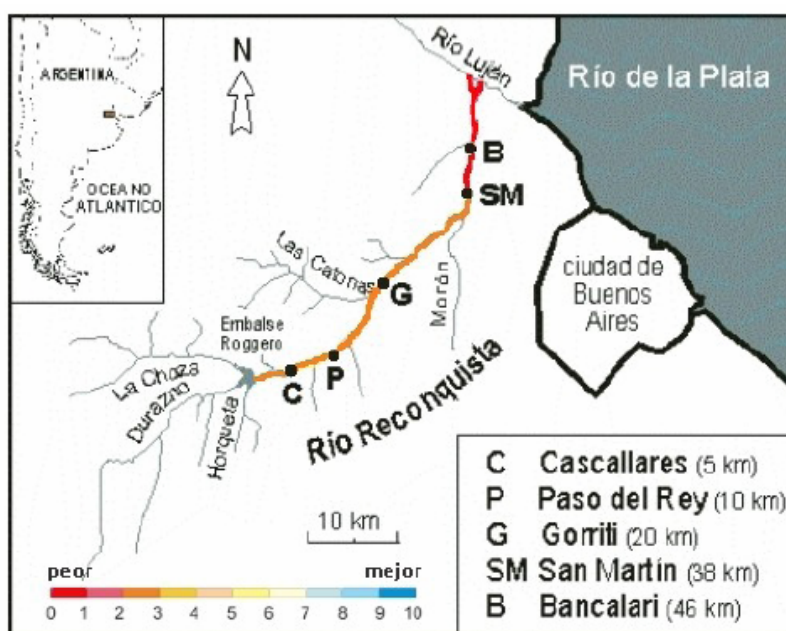 ARGENTINA
OCEANO
ATLANTICO
N
Río Luján
Río de la Plata
B
SM
Las Catonas
G
Morán
ciudad de
Buenos
Aires
Embalse
Roggero
La Choza
Durazno
Horqueta
C
P
Río Reconquista
10 km
C Cascallares (5 km)
P Paso del Rey (10 km)
G Gorriti (20 km)
SM San Martín (38 km)
B Bancalari (46 km)
peor mejor
0 1 2 3 4 5 6 7 8 9 10